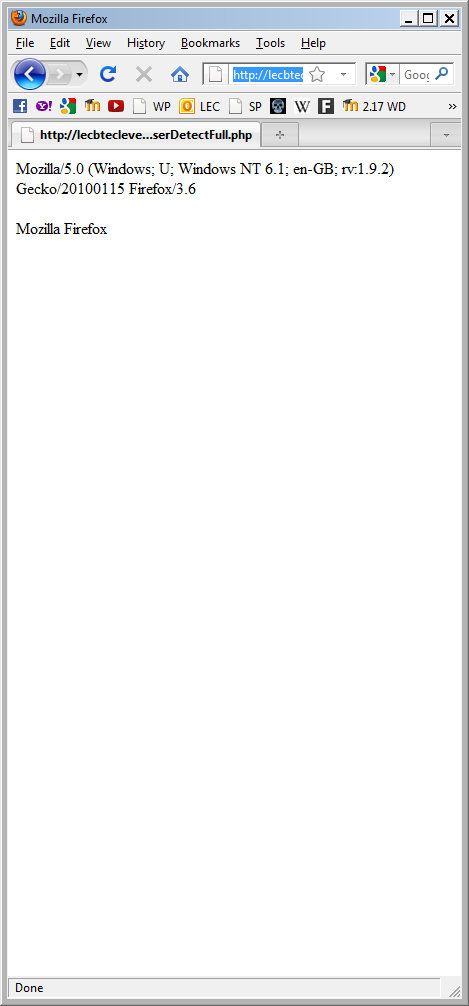 Mozilla Firefox
File Edit View History Bookmarks Tools Help
http://lecbtec Goo
f Y! g WP O LEC SP W F 2.17 WD »
http://lecbtecleve...serDetectFull.php
Mozilla/5.0 (Windows; U; Windows NT 6.1; en-GB; rv:1.9.2)
Gecko/20100115 Firefox/3.6
Mozilla Firefox
Done